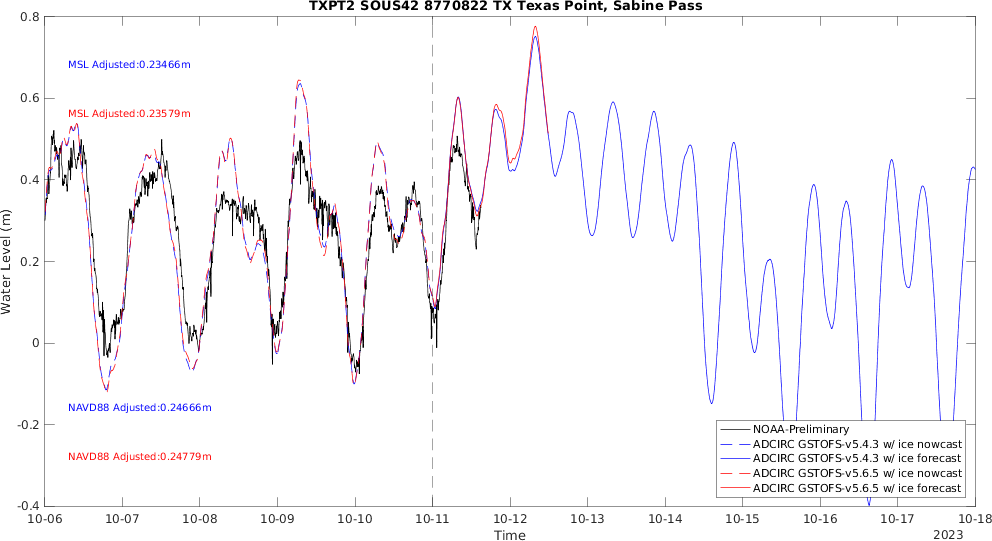 TXPT2 SOUS42 8770822 TX Texas Point, Sabine Pass
0.8
0.6
0.4
0.2
0
-0.2
-0.4
Water Level (m)
MSL Adjusted:0.23466m
MSL Adjusted:0.23579m
NAVD88 Adjusted:0.24666m
NAVD88 Adjusted:0.24779m
NOAA-Preliminary
ADCIRC GSTOFS-v5.4.3 w/ ice nowcast
ADCIRC GSTOFS-v5.4.3 w/ ice forecast
ADCIRC GSTOFS-v5.6.5 w/ ice nowcast
ADCIRC GSTOFS-v5.6.5 w/ ice forecast
10-06 10-07 10-08 10-09 10-10 10-11 10-12 10-13 10-14 10-15 10-16 10-17 10-18
Time
2023